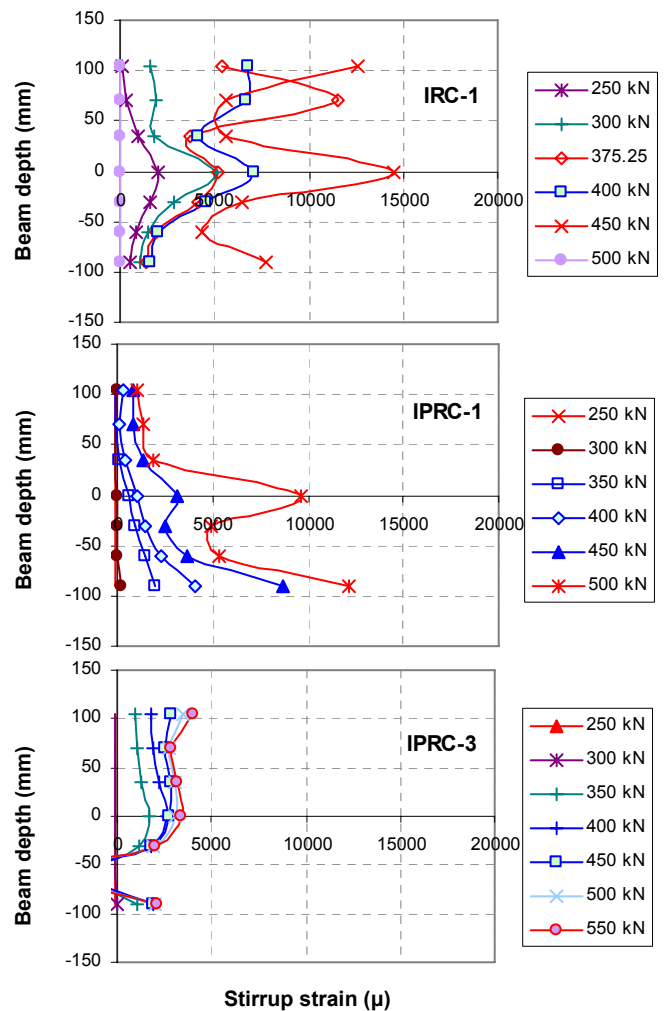 150
100
50
0
-50
-100
-150
Beam depth (mm)
0 5000 10000 15000 20000
IRC-1
250 kN
300 kN
375.25
400 kN
450 kN
500 kN
150
100
50
0
-50
-100
-150
Beam depth (mm)
0 5000 10000 15000 20000
IPRC-1
250 kN
300 kN
350 kN
400 kN
450 kN
500 kN
150
100
50
0
-50
-100
-150
Beam depth (mm)
0 5000 10000 15000 20000
IPRC-3
250 kN
300 kN
350 kN
400 kN
450 kN
500 kN
550 kN
Stirrup strain (μ)